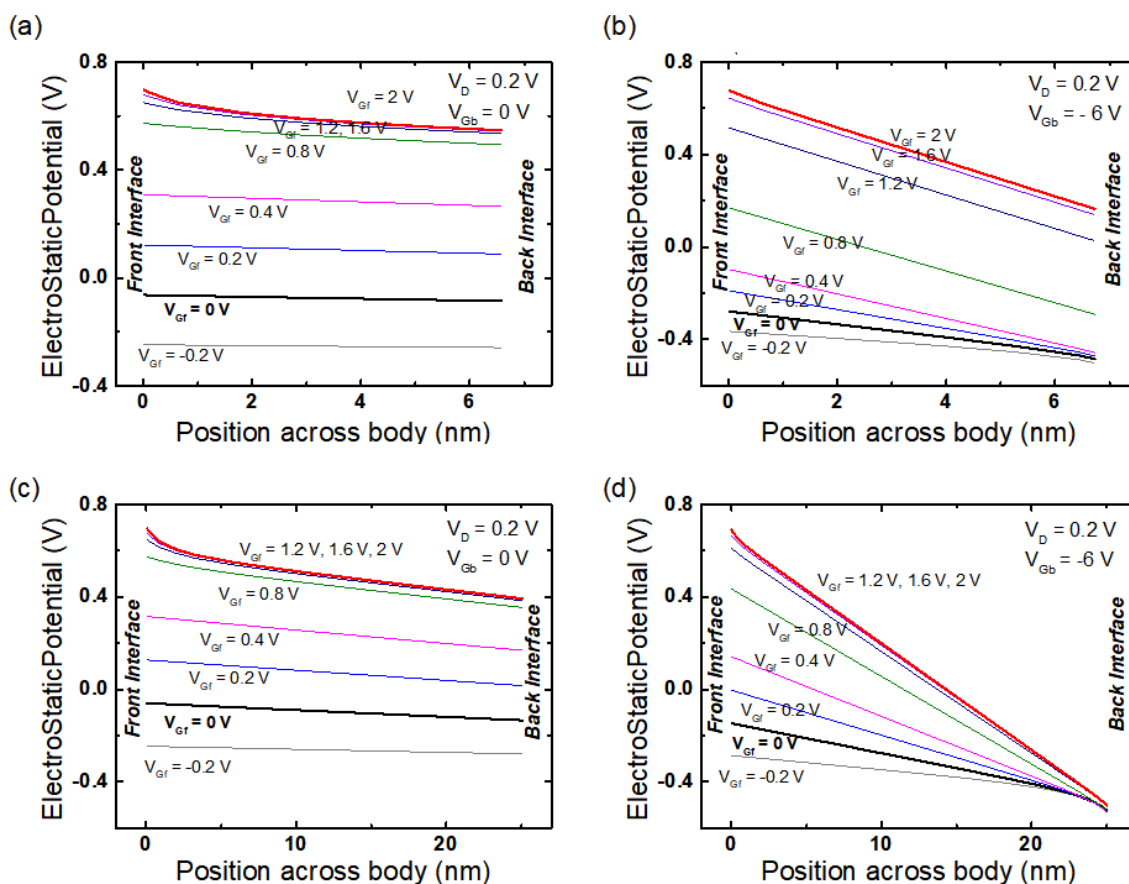 (a)
ElectroStaticPotential (V)
0.8
0.4
0.0
-0.4
V_D = 0.2 V
V_Gb = 0 V
V_Gf = 2 V
V_Gf = 1.2, 1.6 V
V_Gf = 0.8 V
V_Gf = 0.4 V
V_Gf = 0.2 V
V_Gf = 0 V
V_Gf = -0.2 V
Front Interface
Back Interface
0 2 4 6
Position across body (nm)
(b)
ElectroStaticPotential (V)
0.8
0.4
0.0
-0.4
V_D = 0.2 V
V_Gb = - 6 V
V_Gf = 2 V
V_Gf = 1.6 V
V_Gf = 1.2 V
V_Gf = 0.8 V
V_Gf = 0.4 V
V_Gf = 0.2 V
V_Gf = 0 V
V_Gf = -0.2 V
Front Interface
Back Interface
0 2 4 6
Position across body (nm)
(c)
ElectroStaticPotential (V)
0.8
0.4
0.0
-0.4
V_D = 0.2 V
V_Gb = 0 V
V_Gf = 1.2 V, 1.6 V, 2 V
V_Gf = 0.8 V
V_Gf = 0.4 V
V_Gf = 0.2 V
V_Gf = 0 V
V_Gf = -0.2 V
Front Interface
Back Interface
0 10 20
Position across body (nm)
(d)
ElectroStaticPotential (V)
0.8
0.4
0.0
-0.4
V_D = 0.2 V
V_Gb = -6 V
V_Gf = 1.2 V, 1.6 V, 2 V
V_Gf = 0.8 V
V_Gf = 0.4 V
V_Gf = 0.2 V
V_Gf = 0 V
V_Gf = -0.2 V
Front Interface
Back Interface
0 10 20
Position across body (nm)